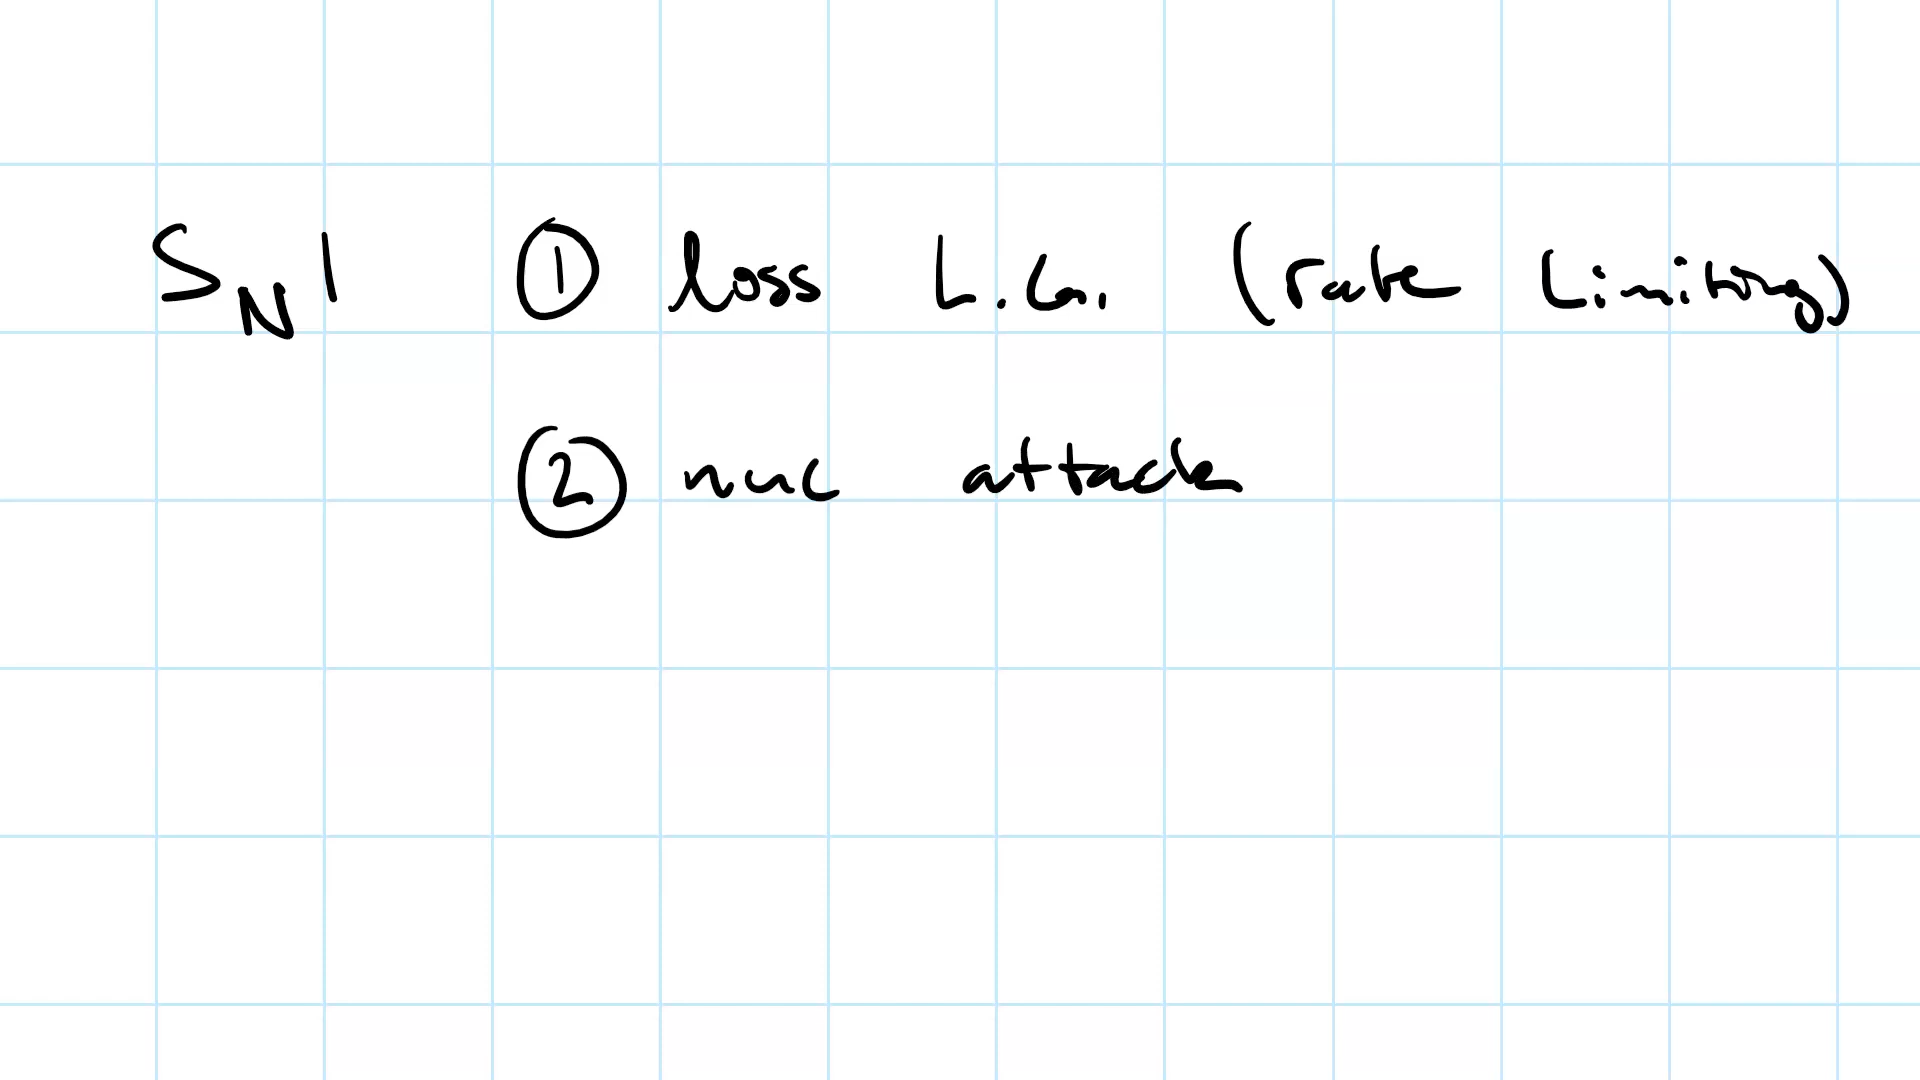 SN1 ① loss L.G. (rate limiting)
② nuc attack